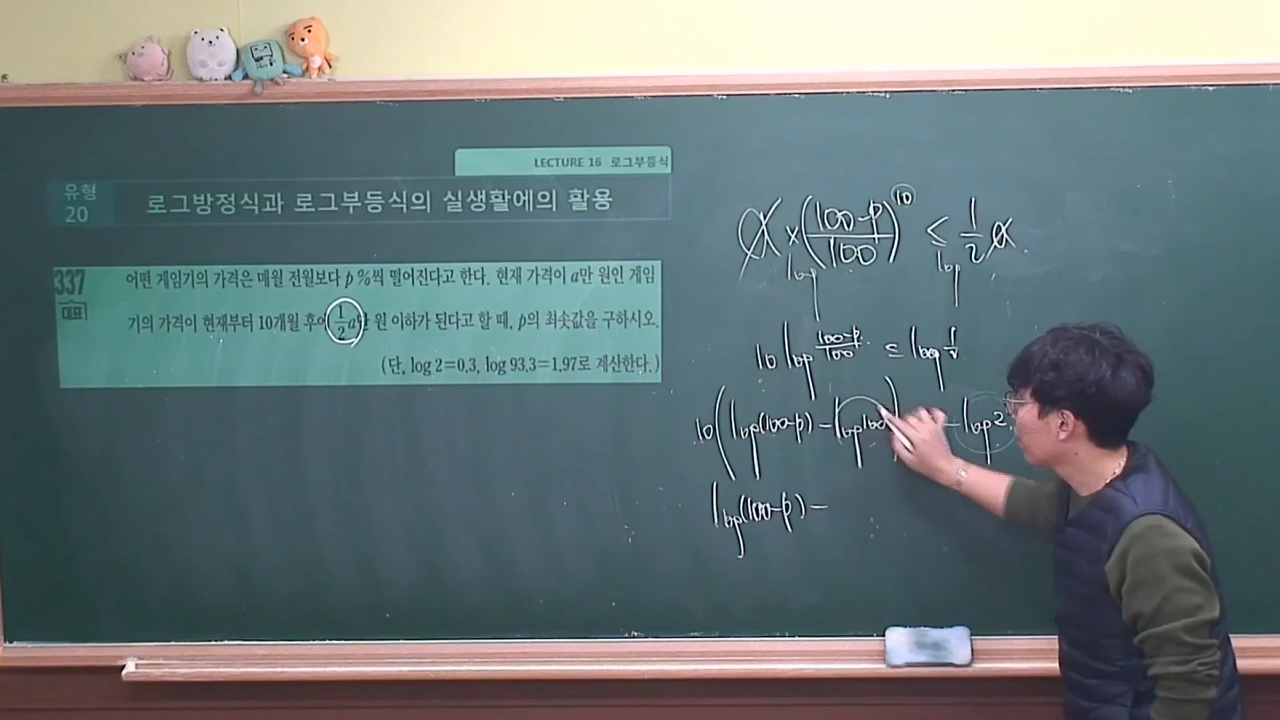 LECTURE 16 로그부등식
유형
20
로그방정식과 로그부등식의 실생활에의 활용
337
대표
어떤 게임기의 가격은 매월 전월보다 p %씩 떨어진다고 한다. 현재 가격이 a만 원인 게임
기의 가격이 현재부터 10개월 후에 1/2 a만 원 이하가 된다고 할 때, p의 최솟값을 구하시오.
(단, log 2=0.3, log 93.3=1.97로 계산한다.)
a × ((100-p)/100)^10 ≤ 1/2 a
log log
10 log (100-p)/100 ≤ log 1/2
10(log(100-p) - log100) - log2
log(100-p) -